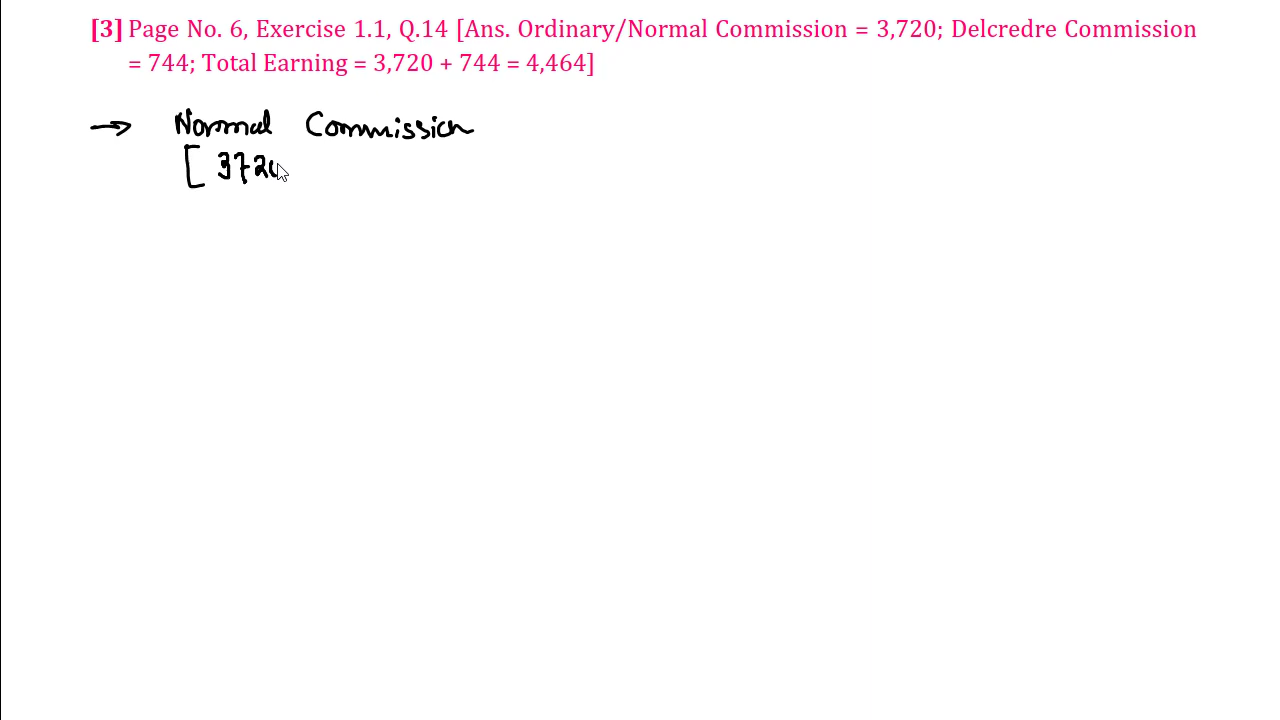 [3] Page No. 6, Exercise 1.1, Q.14 [Ans. Ordinary/Normal Commission = 3,720; Delcredre Commission
= 744; Total Earning = 3,720 + 744 = 4,464]
→ Normal Commission
[ 3720